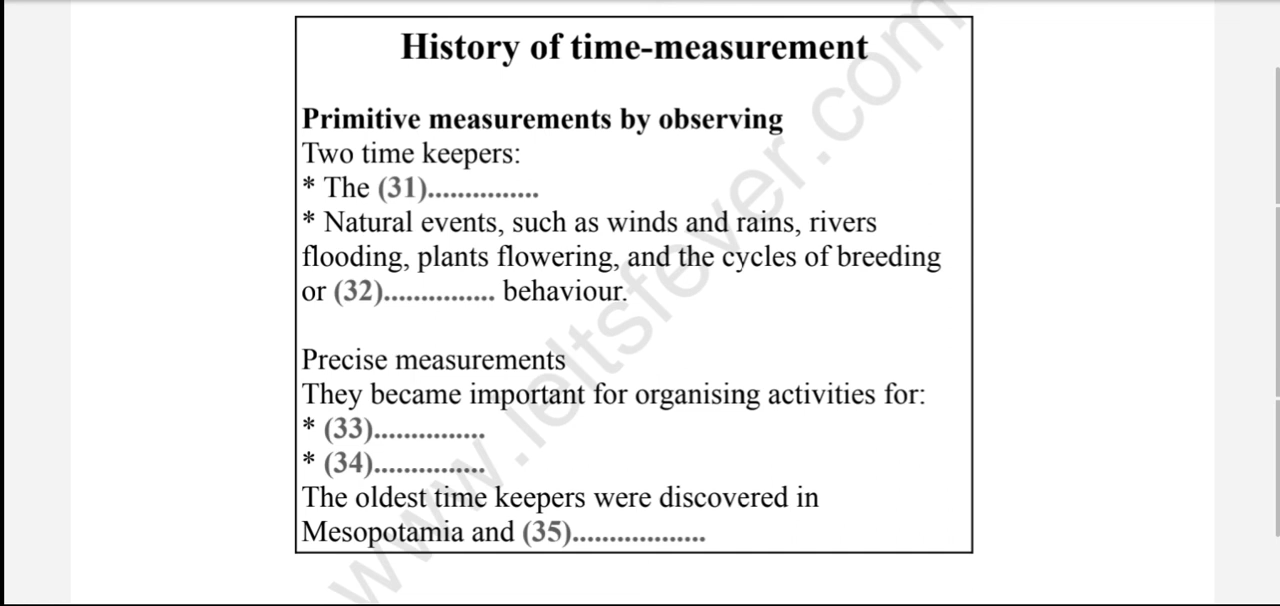 History of time-measurement
Primitive measurements by observing
Two time keepers:
* The (31)...............
* Natural events, such as winds and rains, rivers
flooding, plants flowering, and the cycles of breeding
or (32)............... behaviour.
Precise measurements
They became important for organising activities for:
* (33)...............
* (34)...............
The oldest time keepers were discovered in
Mesopotamia and (35)..................
www.ieltsfever.com